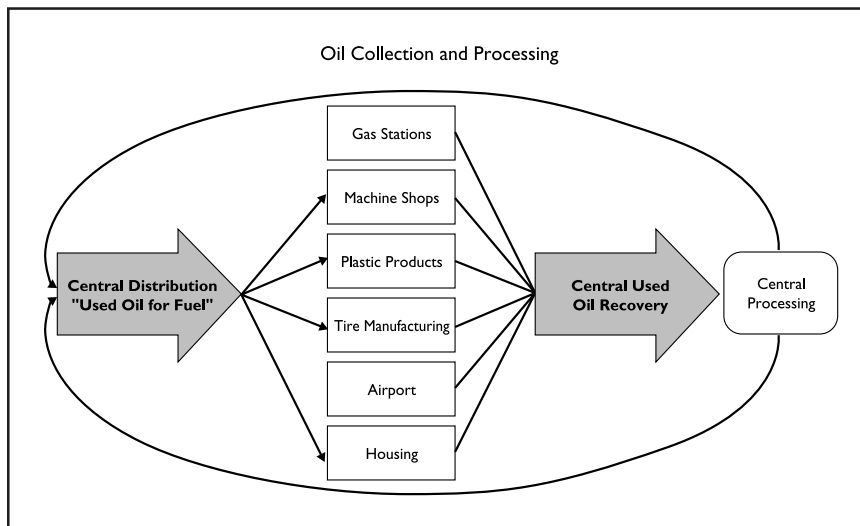 Oil Collection and Processing
Gas Stations
Machine Shops
Plastic Products
Tire Manufacturing
Airport
Housing
Central Distribution
"Used Oil for Fuel"
Central Used
Oil Recovery
Central
Processing